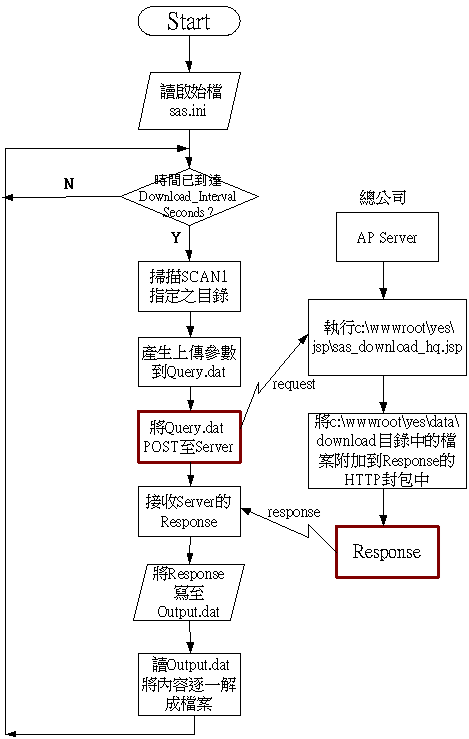 Start
讀啟始檔
sas.ini
時間已到達
Download_Interval
Seconds ?
N
Y
掃描SCAN1
指定之目錄
產生上傳參數
到Query.dat
將Query.dat
POST至Server
接收Server的
Response
將Response
寫至
Output.dat
讀Output.dat
將內容逐一解
成檔案
總公司
AP Server
執行c:\wwwroot\yes\
jsp\sas_download_hq.jsp
request
將c:\wwwroot\yes\data\
download目錄中的檔
案附加到Response的
HTTP封包中
response
Response